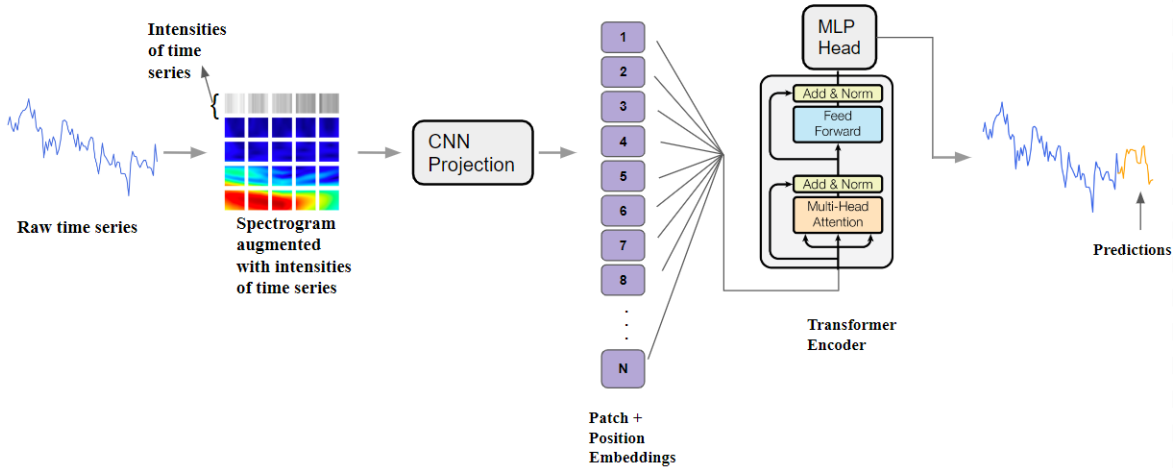 Intensities
of time
series
{
Raw time series
Spectrogram
augmented
with intensities
of time series
CNN
Projection
1
2
3
4
5
6
7
8
.
.
.
N
Patch +
Position
Embeddings
MLP
Head
Add & Norm
Feed
Forward
Add & Norm
Multi-Head
Attention
Transformer
Encoder
Predictions